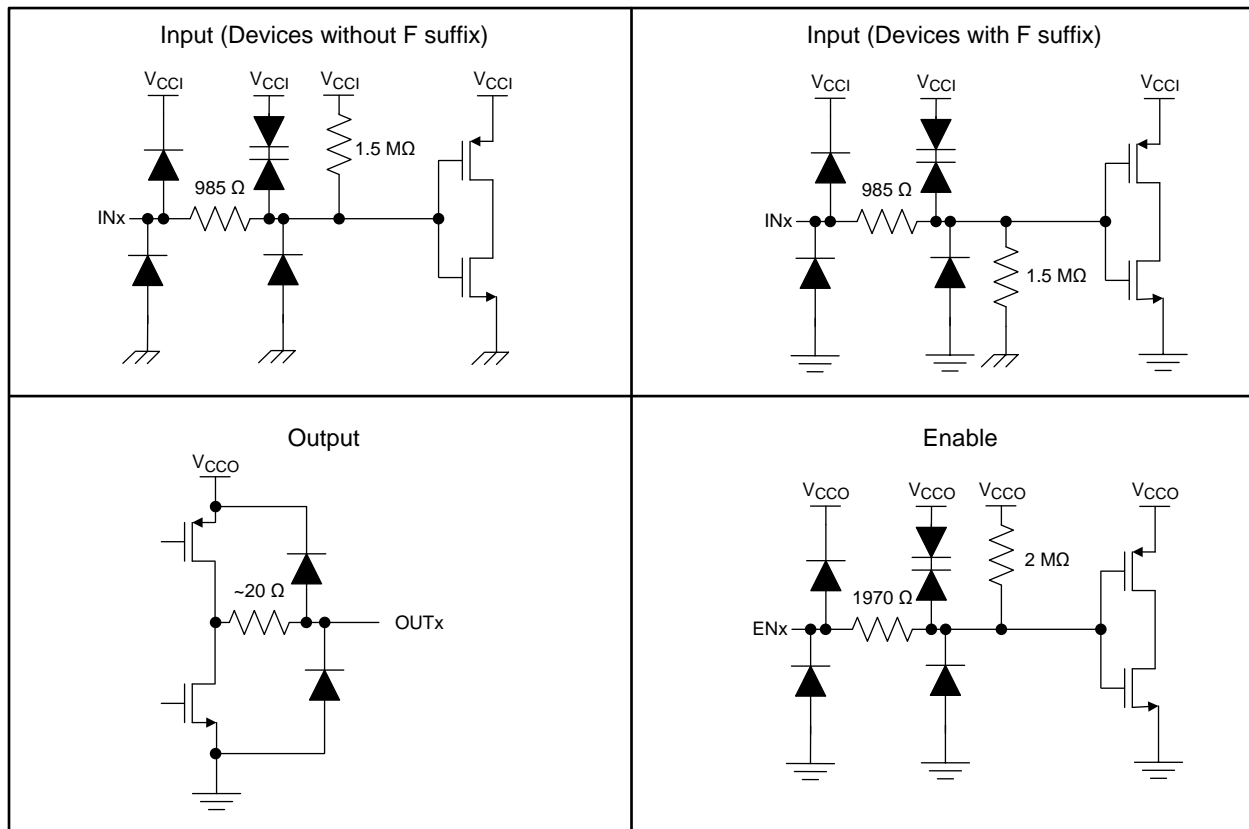 Input (Devices without F suffix)
VCCI VCCI VCCI VCCI
1.5 MΩ
985 Ω
INx
Input (Devices with F suffix)
VCCI VCCI VCCI
985 Ω
INx
1.5 MΩ
Output
VCCO
~20 Ω
OUTx
Enable
VCCO VCCO VCCO VCCO
2 MΩ
1970 Ω
ENx